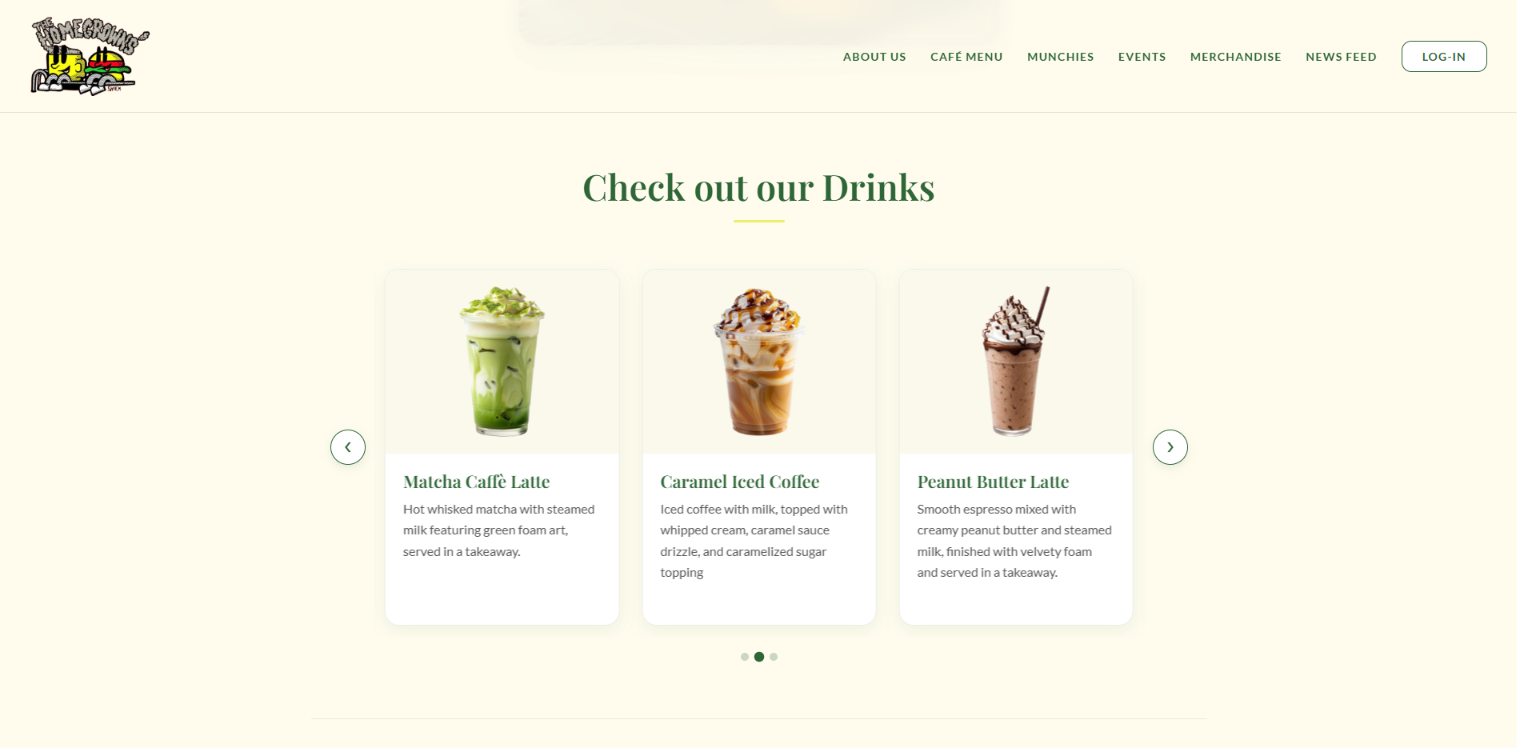 THE
HOMEGROWNS
ABOUT US
CAFÉ MENU
MUNCHIES
EVENTS
MERCHANDISE
NEWS FEED
LOG-IN
Check out our Drinks
Matcha Caffè Latte
Hot whisked matcha with steamed
milk featuring green foam art,
served in a takeaway.
Caramel Iced Coffee
Iced coffee with milk, topped with
whipped cream, caramel sauce
drizzle, and caramelized sugar
topping
Peanut Butter Latte
Smooth espresso mixed with
creamy peanut butter and steamed
milk, finished with velvety foam
and served in a takeaway.